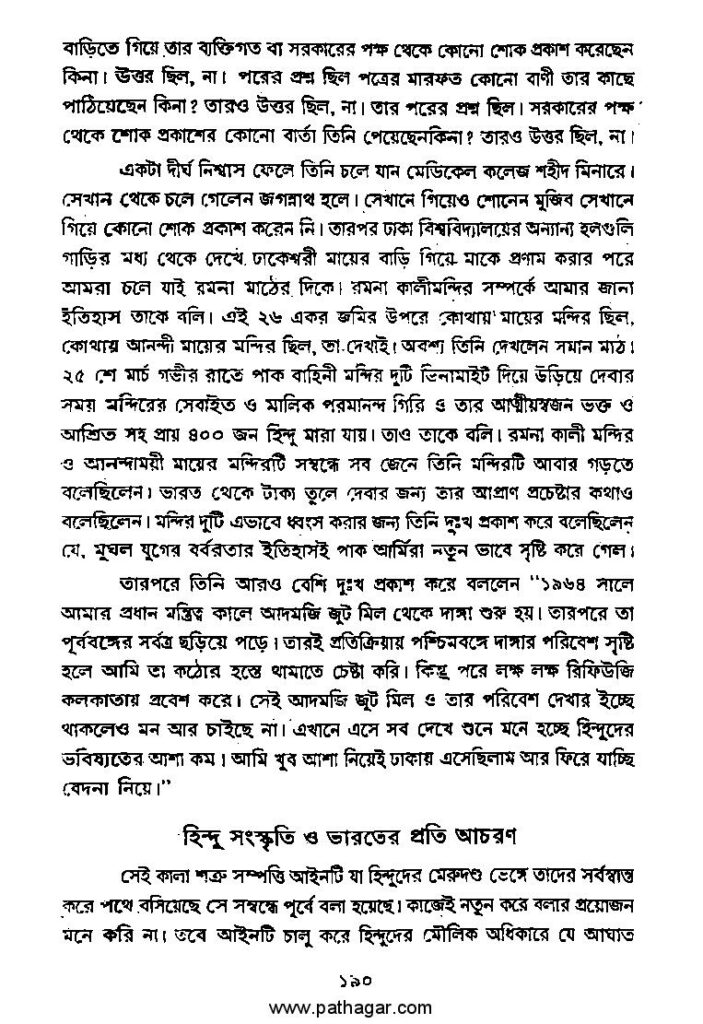 বাড়িতে গিয়ে তার ব্যক্তিগত বা সরকারের পক্ষ থেকে কোনো শোক প্রকাশ করেছেন
কিনা। উত্তর ছিল, না। পরের প্রশ্ন ছিল পত্রের মারফত কোনো বাণী তার কাছে
পাঠিয়েছেন কিনা? তারও উত্তর ছিল, না। তার পরের প্রশ্ন ছিল। সরকারের পক্ষ
থেকে শোক প্রকাশের কোনো বার্তা তিনি পেয়েছেনকিনা? তারও উত্তর ছিল, না।
একটা দীর্ঘ নিশ্বাস ফেলে তিনি চলে যান মেডিকেল কলেজ শহীদ মিনারে।
সেখান থেকে চলে গেলেন জগন্নাথ হলে। সেখানে গিয়েও শোনেন মুজিব সেখানে
গিয়ে কোনো শোক প্রকাশ করেন নি। তারপর ঢাকা বিশ্ববিদ্যালয়ের অন্যান্য হলগুলি
গাড়ির মধ্য থেকে দেখে ঢাকেশ্বরী মায়ের বাড়ি গিয়ে মাকে প্রণাম করার পরে
আমরা চলে যাই রমনা মাঠের দিকে। রমনা কালীমন্দির সম্পর্কে আমার জানা
ইতিহাস তাকে বলি। এই ২৬ একর জমির উপরে কোথায় মায়ের মন্দির ছিল,
কোথায় আনন্দী মায়ের মন্দির ছিল, তা দেখাই। অবশ্য তিনি দেখলেন সমান মাঠ।
২৫ শে মার্চ গভীর রাতে পাক বাহিনী মন্দির দুটি ডিনামাইট দিয়ে উড়িয়ে দেবার
সময় মন্দিরের সেবাইত ও মালিক পরমানন্দ গিরি ও তার আত্মীয়স্বজন ভক্ত ও
আশ্রিত সহ প্রায় ৪০০ জন হিন্দু মারা যায়। তাও তাকে বলি। রমনা কালী মন্দির
ও আনন্দাময়ী মায়ের মন্দিরটি সম্বন্ধে সব জেনে তিনি মন্দিরটি আবার গড়তে
বলেছিলেন। ভারত থেকে টাকা তুলে দেবার জন্য তার আপ্রাণ প্রচেষ্টার কথাও
বলেছিলেন। মন্দির দুটি এভাবে ধ্বংস করার জন্য তিনি দুঃখ প্রকাশ করে বলেছিলেন
যে, মুঘল যুগের বর্বরতার ইতিহাসই পাক আর্মিরা নতুন ভাবে সৃষ্টি করে গেল।
তারপরে তিনি আরও বেশি দুঃখ প্রকাশ করে বললেন “১৯৬৪ সালে
আমার প্রধান মন্ত্রিত্ব কালে আদমজি জুট মিল থেকে দাঙ্গা শুরু হয়। তারপরে তা
পূর্ববঙ্গের সর্বত্র ছড়িয়ে পড়ে। তারই প্রতিক্রিয়ায় পশ্চিমবঙ্গে দাঙ্গার পরিবেশ সৃষ্টি
হলে আমি তা কঠোর হস্তে থামাতে চেষ্টা করি। কিন্তু পরে লক্ষ লক্ষ রিফিউজি
কলকাতায় প্রবেশ করে। সেই আদমজি জুট মিল ও তার পরিবেশ দেখার ইচ্ছে
থাকলেও মন আর চাইছে না। এখানে এসে সব দেখে শুনে মনে হচ্ছে হিন্দুদের
ভবিষ্যতের আশা কম। আমি খুব আশা নিয়েই ঢাকায় এসেছিলাম আর ফিরে যাচ্ছি
বেদনা নিয়ে।”
হিন্দু সংস্কৃতি ও ভারতের প্রতি আচরণ
সেই কালা শত্রু সম্পত্তি আইনটি যা হিন্দুদের মেরুদণ্ড ভেঙ্গে তাদের সর্বস্বান্ত
করে পথে বসিয়েছে সে সম্বন্ধে পূর্বে বলা হয়েছে। কাজেই নতুন করে বলার প্রয়োজন
মনে করি না। তবে আইনটি চালু করে হিন্দুদের মৌলিক অধিকারে যে আঘাত
১৯০
www.pathagar.com